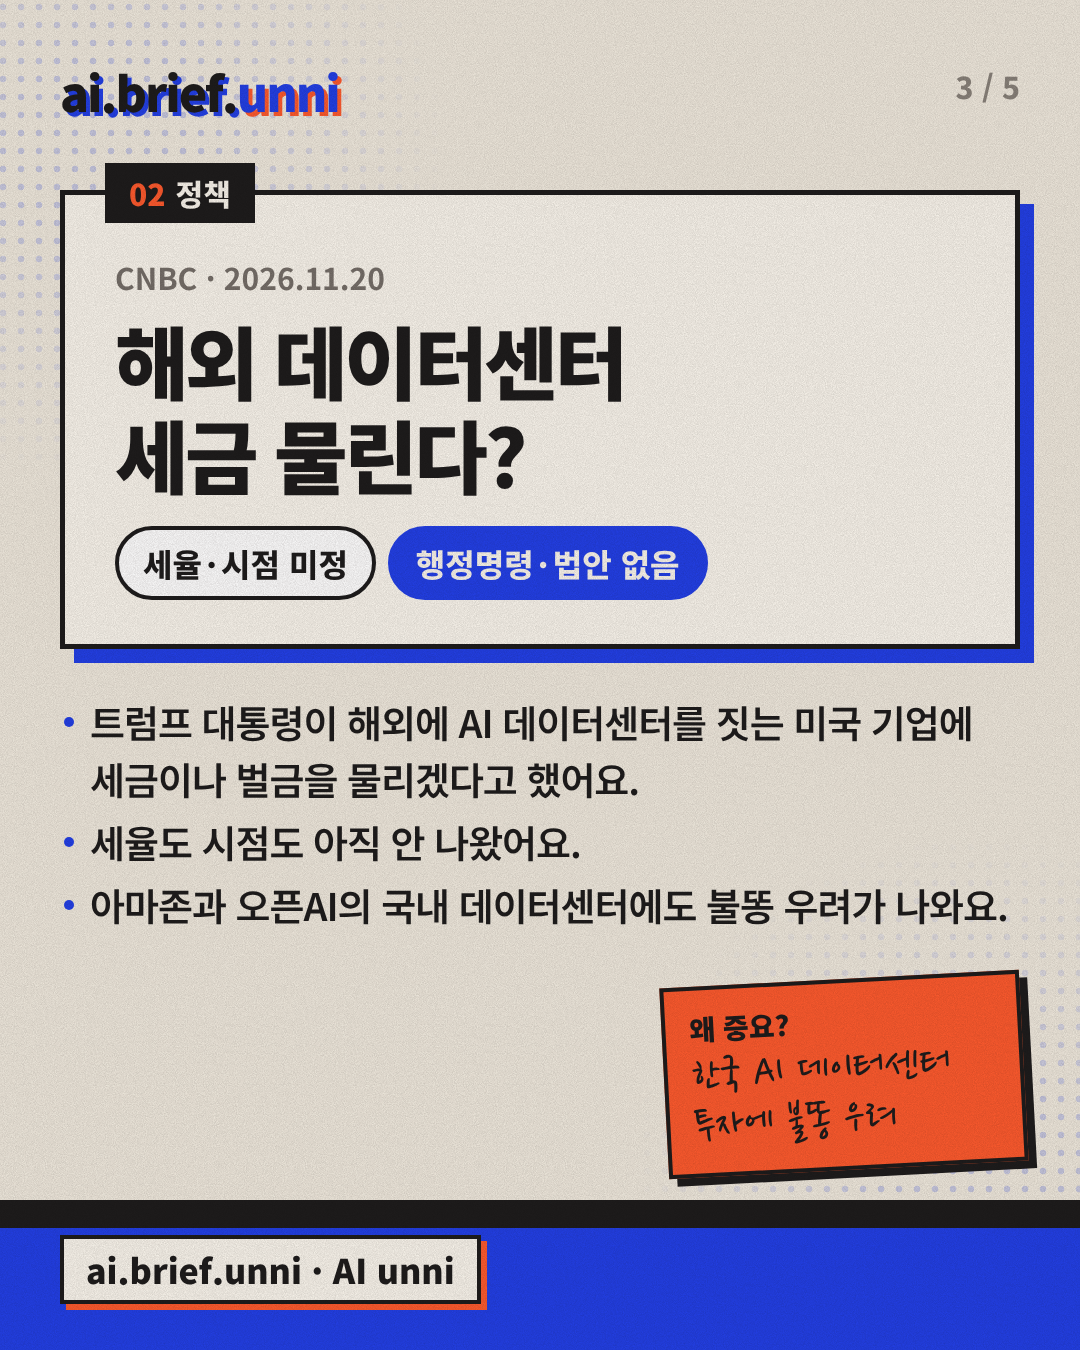 ai.brief.unni
3 / 5
02 정책
CNBC · 2026.11.20
해외 데이터센터
세금 물린다?
세율·시점 미정
행정명령·법안 없음
• 트럼프 대통령이 해외에 AI 데이터센터를 짓는 미국 기업에
세금이나 벌금을 물리겠다고 했어요.
• 세율도 시점도 아직 안 나왔어요.
• 아마존과 오픈AI의 국내 데이터센터에도 불똥 우려가 나와요.
왜 중요?
한국 AI 데이터센터
투자에 불똥 우려
ai.brief.unni · AI unni